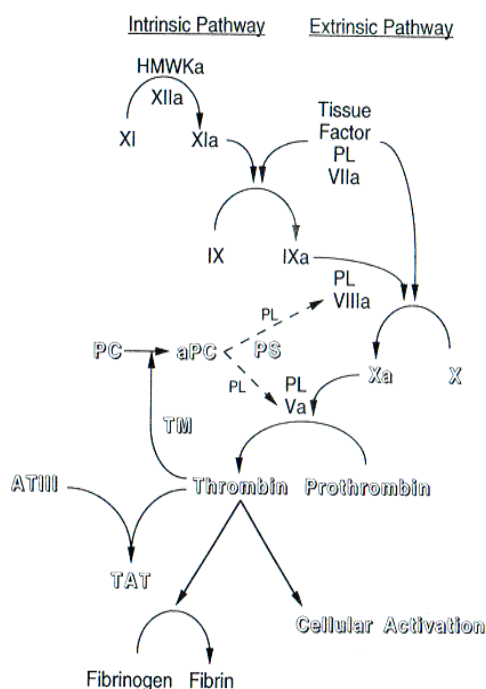 Intrinsic Pathway Extrinsic Pathway
HMWKa
XIIa
XI XIa
Tissue
Factor
PL
VIIa
IX IXa
PL
VIIIa
PL
PC aPC PS
Xa X
PL
PL
Va
TM
ATIII Thrombin Prothrombin
TAT
Cellular Activation
Fibrinogen Fibrin